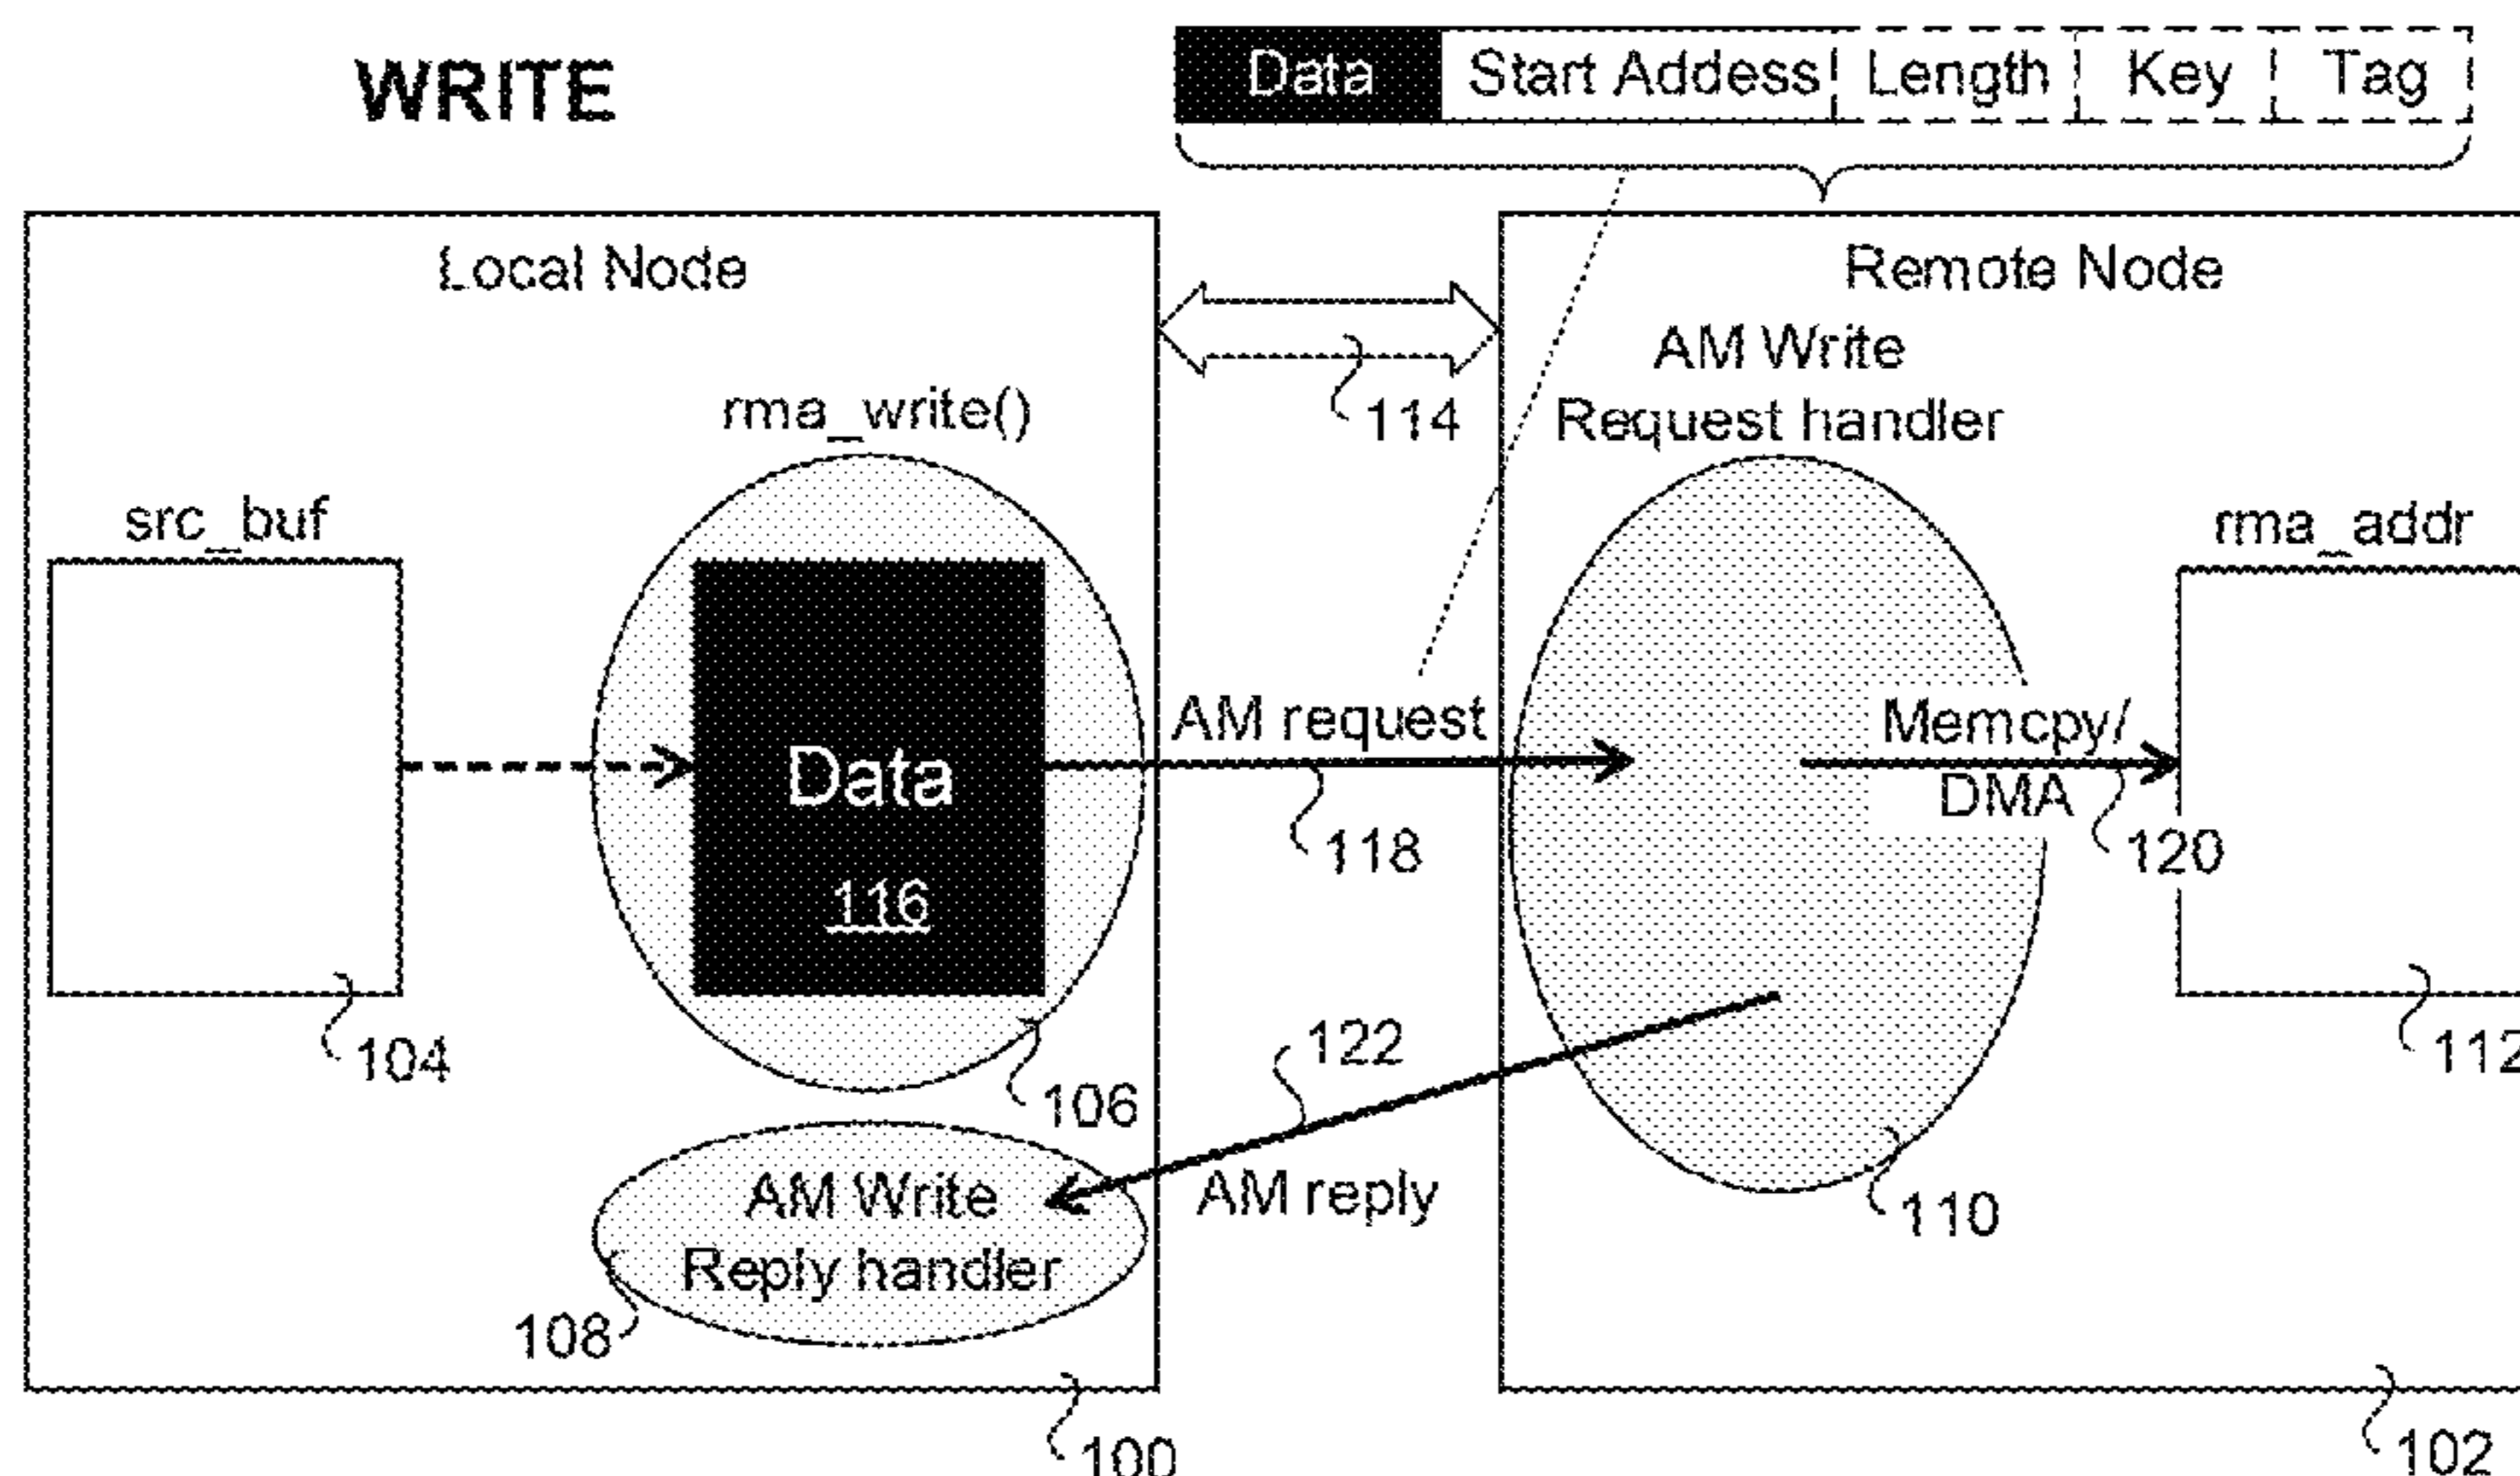 WRITE
Data Start Addess Length Key Tag
Local Node
Remote Node
AM Write
Request handler
rma_write()
114
src_buf
rma_addr
Data
116
AM request
118
Memcpy/
DMA
120
104
106
122
112
AM Write
Reply handler
AM reply
110
108
100
102